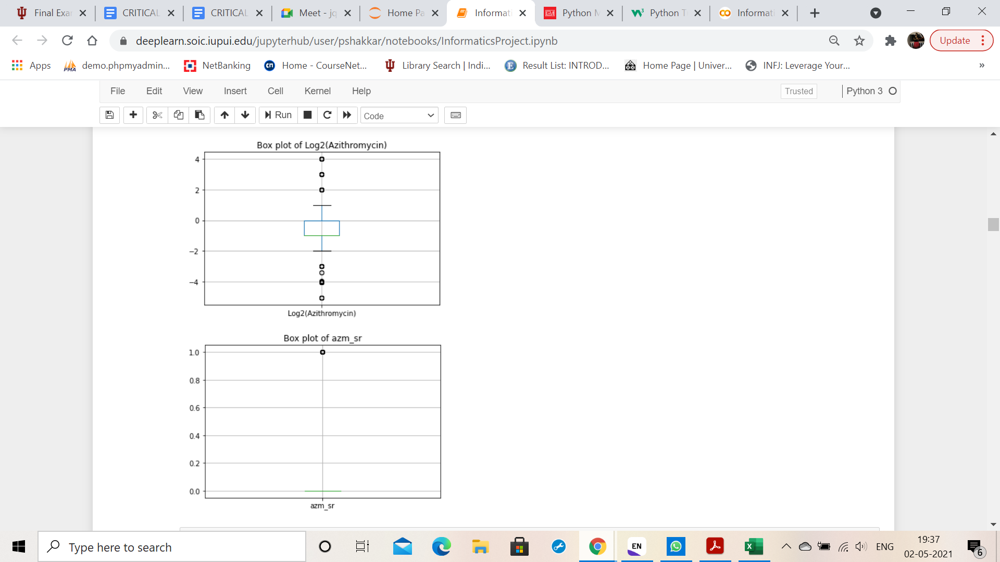 Final Exar
CRITICAL
CRITICAL
Meet - jq
Home Pa
Informati
Python M
Python T
Informati
deeplearn.soic.iupui.edu/jupyterhub/user/pshakkar/notebooks/InformaticsProject.ipynb
Update
Apps
PMA
demo.phpmyadmin...
NetBanking
cn
Home - CourseNet...
Library Search | Indi...
E
Result List: INTROD...
Home Page | Univer...
INFJ: Leverage Your...
»
File Edit View Insert Cell Kernel Help
Trusted
Python 3
Run
Code
Box plot of Log2(Azithromycin)
4
2
0
−2
−4
Log2(Azithromycin)
Box plot of azm_sr
1.0
0.8
0.6
0.4
0.2
0.0
azm_sr
Type here to search
EN
ENG
19:37
02-05-2021
6